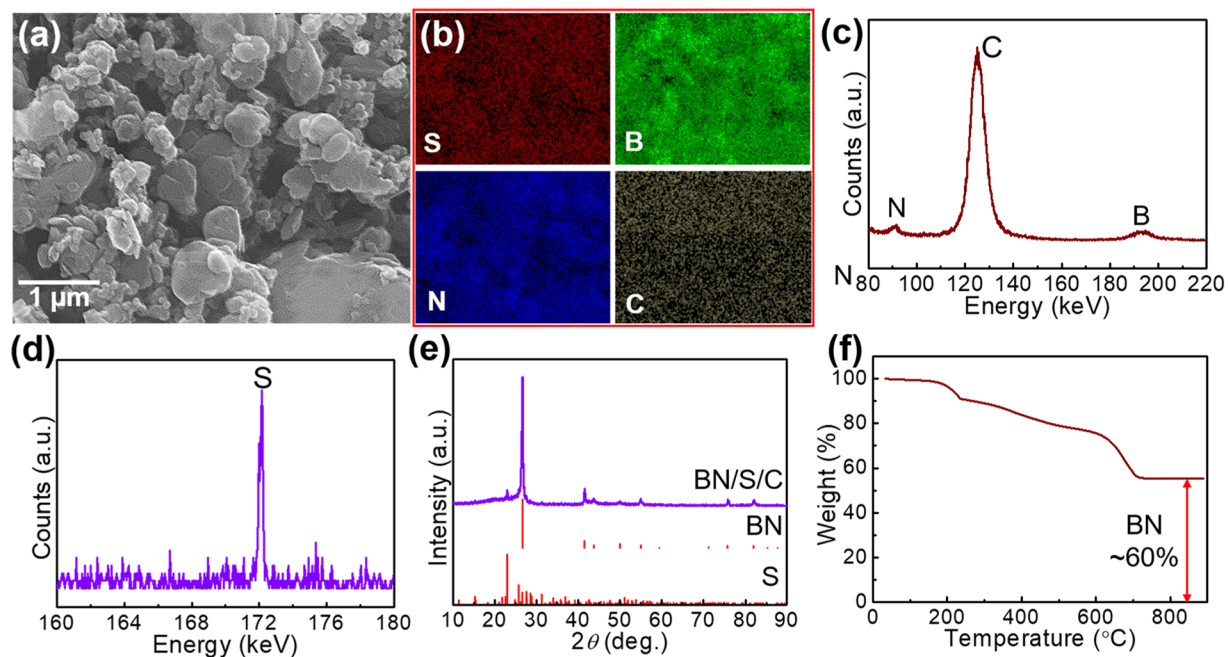 (a)
1 µm
(b)
S
B
N
C
(c)
Counts (a.u.)
N
C
B
N
80 100 120 140 160 180 200 220
Energy (keV)
(d)
Counts (a.u.)
S
160 164 168 172 176 180
Energy (keV)
(e)
Intensity (a.u.)
BN/S/C
BN
S
10 20 30 40 50 60 70 80 90
2θ (deg.)
(f)
Weight (%)
100
80
60
40
20
0
BN
~60%
0 200 400 600 800
Temperature (°C)